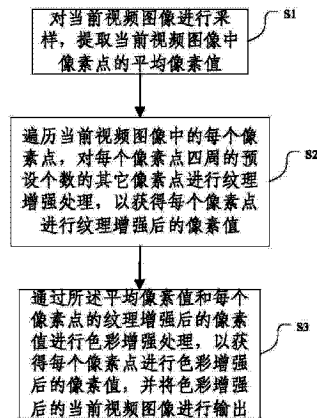 对当前视频图像进行采
样，提取当前视频图像中
像素点的平均像素值
S1
遍历当前视频图像中的每个像
素点，对每个像素点四周的预
设个数的其它像素点进行纹理
增强处理，以获得每个像素点
进行纹理增强后的像素值
S2
通过所述平均像素值和每个
像素点的纹理增强后的像素
值进行色彩增强处理，以获
得每个像素点进行色彩增强
后的像素值，并将色彩增强
后的当前视频图像进行输出
S3